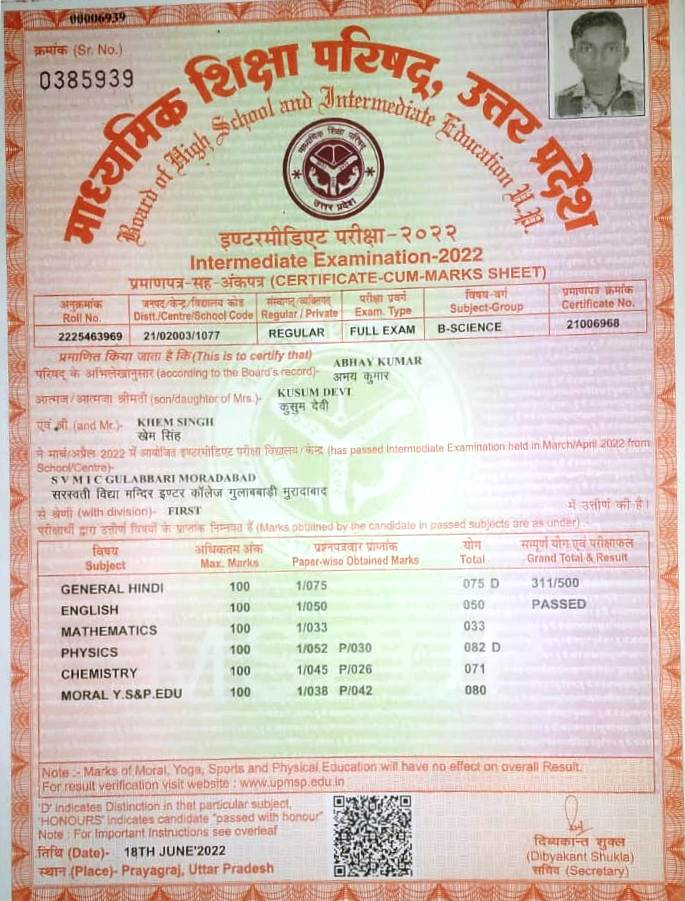 00006939
क्रमांक (Sr. No.)
0385939
माध्यमिक शिक्षा परिषद्, उत्तर प्रदेश
Board of High School and Intermediate Education U.P.
माध्यमिक शिक्षा परिषद
उत्तर प्रदेश
इण्टरमीडिएट परीक्षा-२०२२
Intermediate Examination-2022
प्रमाणपत्र-सह-अंकपत्र (CERTIFICATE-CUM-MARKS SHEET)
अनुक्रमांक जनपद/केन्द्र/विद्यालय कोड संस्थागत/व्यक्तिगत परीक्षा प्रवर्ग विषय-वर्ग प्रमाणपत्र क्रमांक
Roll No. Distt./Centre/School Code Regular / Private Exam. Type Subject-Group Certificate No.
2225463969 21/02003/1077 REGULAR FULL EXAM B-SCIENCE 21006968
प्रमाणित किया जाता है कि (This is to certify that) ABHAY KUMAR
परिषद् के अभिलेखानुसार (according to the Board's record)- अभय कुमार
आत्मज/आत्मजा श्रीमती (son/daughter of Mrs.)- KUSUM DEVI
कुसुम देवी
एवं श्री (and Mr.)- KHEM SINGH
खेम सिंह
ने मार्च/अप्रैल 2022 में आयोजित इण्टरमीडिएट परीक्षा विद्यालय/केन्द्र (has passed Intermediate Examination held in March/April 2022 from
School/Centre)-
S V M I C GULABBARI MORADABAD
सरस्वती विद्या मन्दिर इण्टर कॉलेज गुलाबबाड़ी मुरादाबाद
से श्रेणी (with division)- FIRST में उत्तीर्ण की है।
परीक्षार्थी द्वारा उत्तीर्ण विषयों के प्राप्तांक निम्नवत हैं (Marks obtained by the candidate in passed subjects are as under) :-
विषय अधिकतम अंक प्रश्नपत्रवार प्राप्तांक योग सम्पूर्ण योग एवं परीक्षाफल
Subject Max. Marks Paper-wise Obtained Marks Total Grand Total & Result
GENERAL HINDI 100 1/075 075 D 311/500
ENGLISH 100 1/050 050 PASSED
MATHEMATICS 100 1/033 033
PHYSICS 100 1/052 P/030 082 D
CHEMISTRY 100 1/045 P/026 071
MORAL Y.S&P.EDU 100 1/038 P/042 080
Note :- Marks of Moral, Yoga, Sports and Physical Education will have no effect on overall Result.
For result verification visit website : www.upmsp.edu.in
'D' indicates Distinction in that particular subject.
'HONOURS' indicates candidate "passed with honour"
Note : For Important Instructions see overleaf
तिथि (Date)- 18TH JUNE'2022
स्थान (Place)- Prayagraj, Uttar Pradesh
दिव्यकान्त शुक्ल
(Dibyakant Shukla)
सचिव (Secretary)